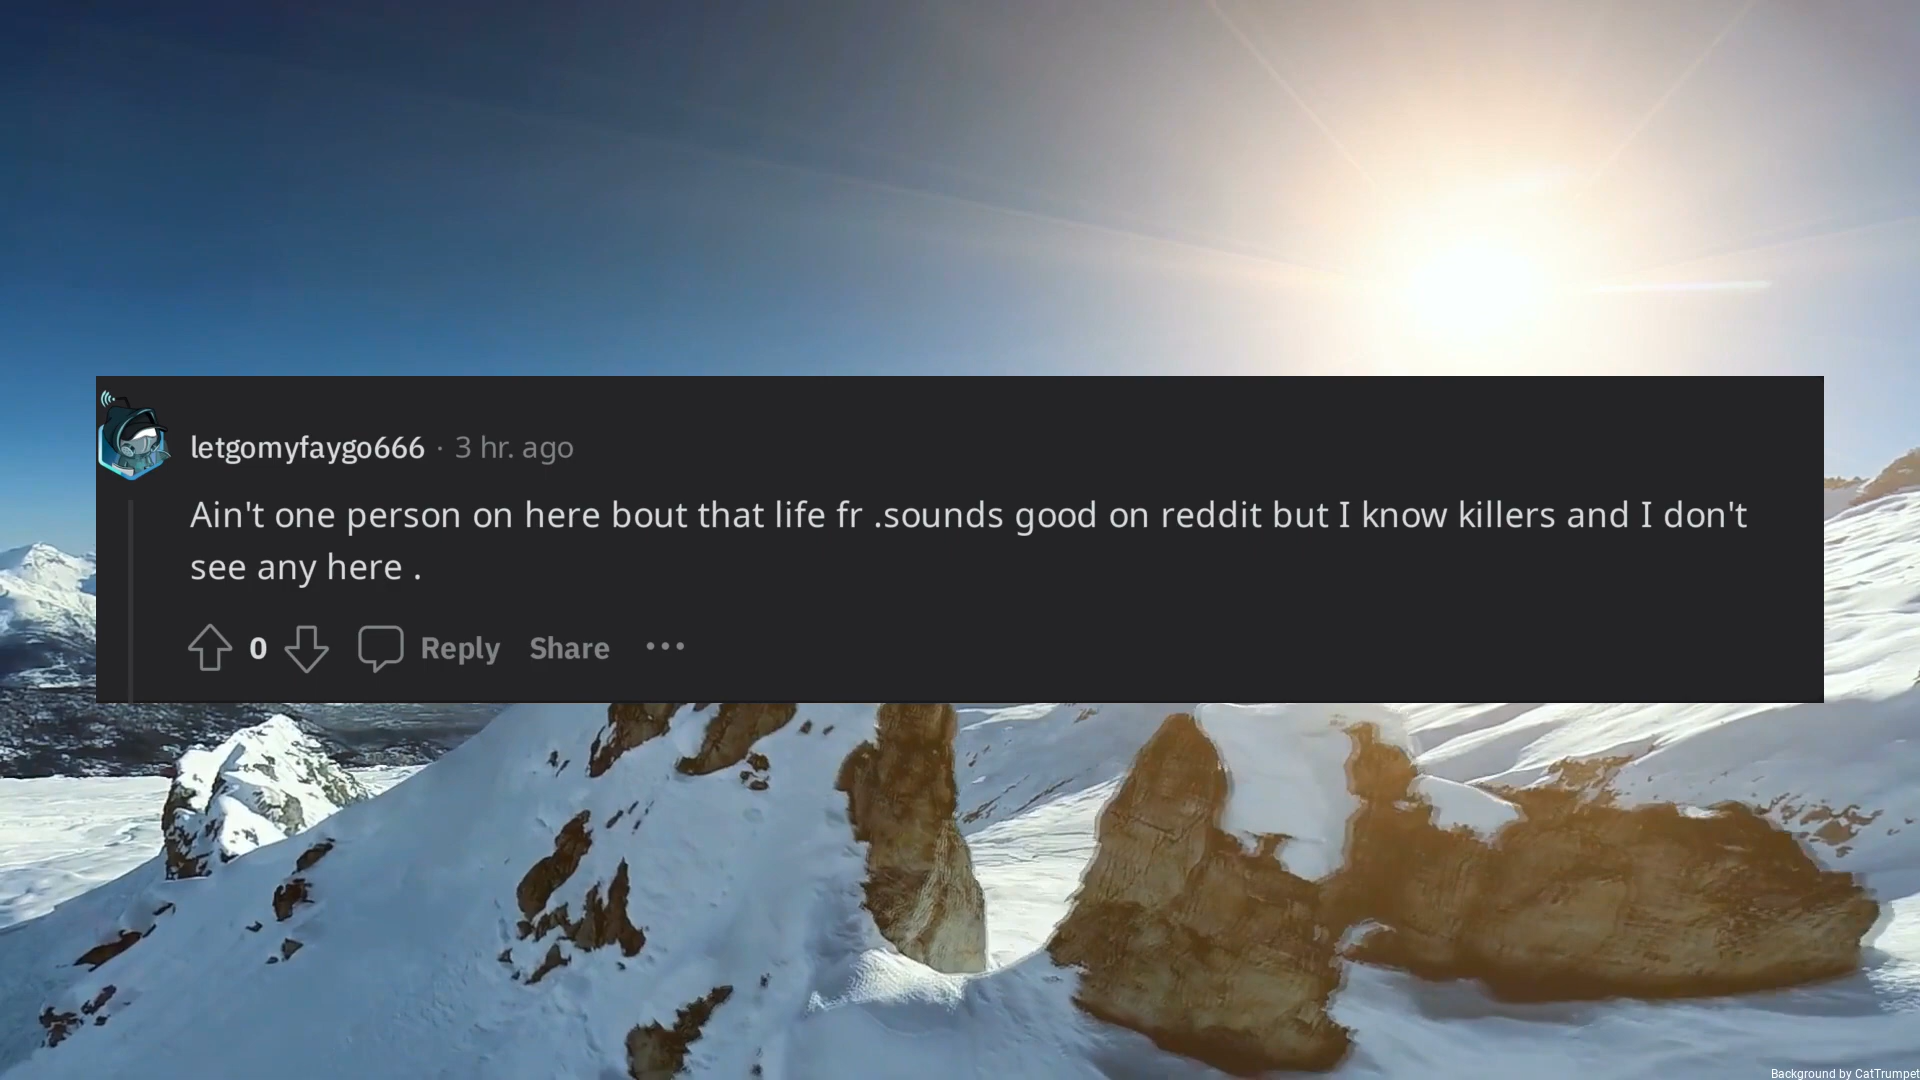 letgomyfaygo666 · 3 hr. ago
Ain't one person on here bout that life fr .sounds good on reddit but I know killers and I don't
see any here .
0 Reply Share ···
Background by CatTrumpet